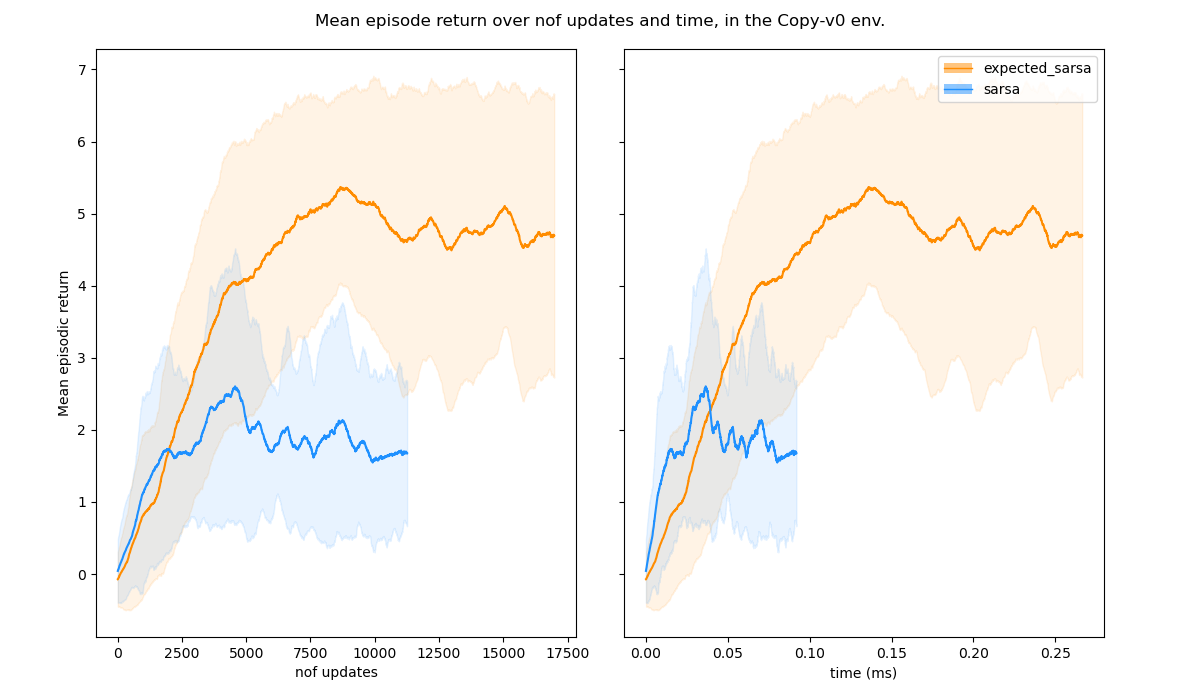 Mean episode return over nof updates and time, in the Copy-v0 env.
Mean episodic return
7
6
5
4
3
2
1
0
0 2500 5000 7500 10000 12500 15000 17500
nof updates
expected_sarsa
sarsa
0.00 0.05 0.10 0.15 0.20 0.25
time (ms)